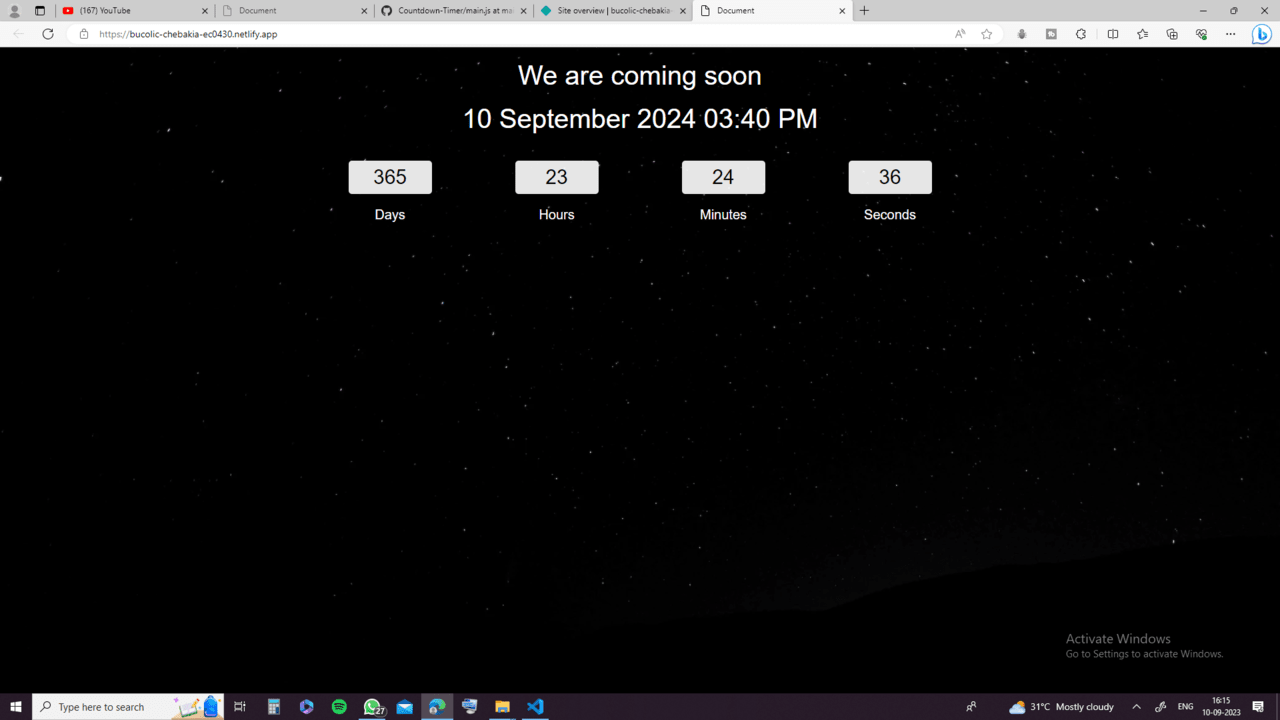 (167) YouTube
Document
Countdown-Timer/main.js at ma
Site overview | bucolic-chebakia-
Document
https://bucolic-chebakia-ec0430.netlify.app
We are coming soon
10 September 2024 03:40 PM
365 23 24 36
Days Hours Minutes Seconds
Activate Windows
Go to Settings to activate Windows.
Type here to search
27
31°C Mostly cloudy
ENG
16:15
10-09-2023